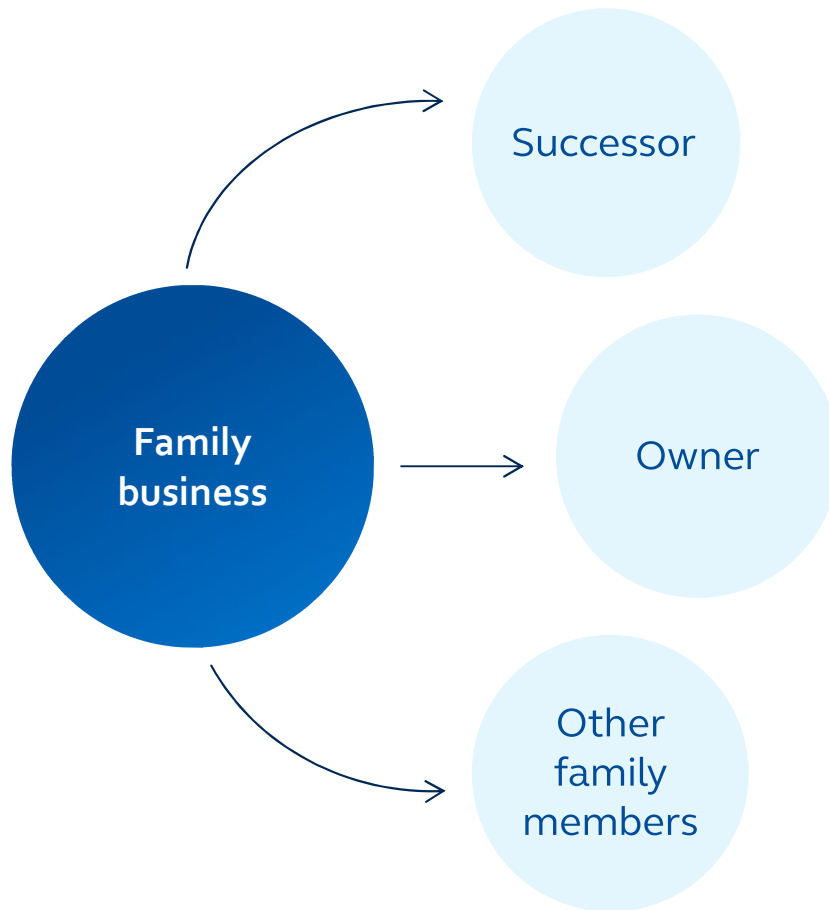 Successor
Family
business
Owner
Other
family
members